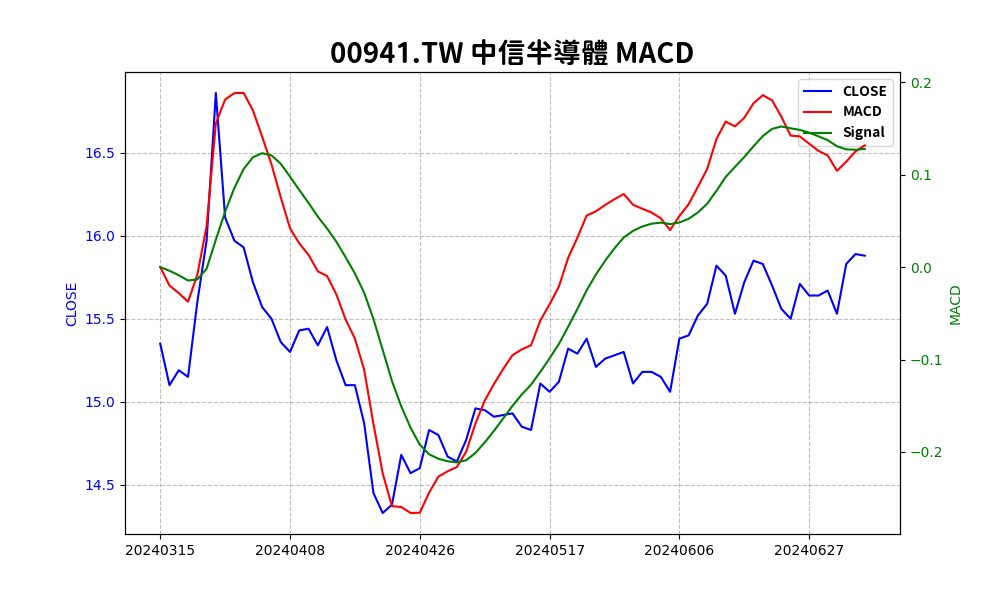 00941.TW 中信半導體 MACD
CLOSE
MACD
Signal
16.5
16.0
15.5
15.0
14.5
CLOSE
0.2
0.1
0.0
−0.1
−0.2
MACD
20240315
20240408
20240426
20240517
20240606
20240627